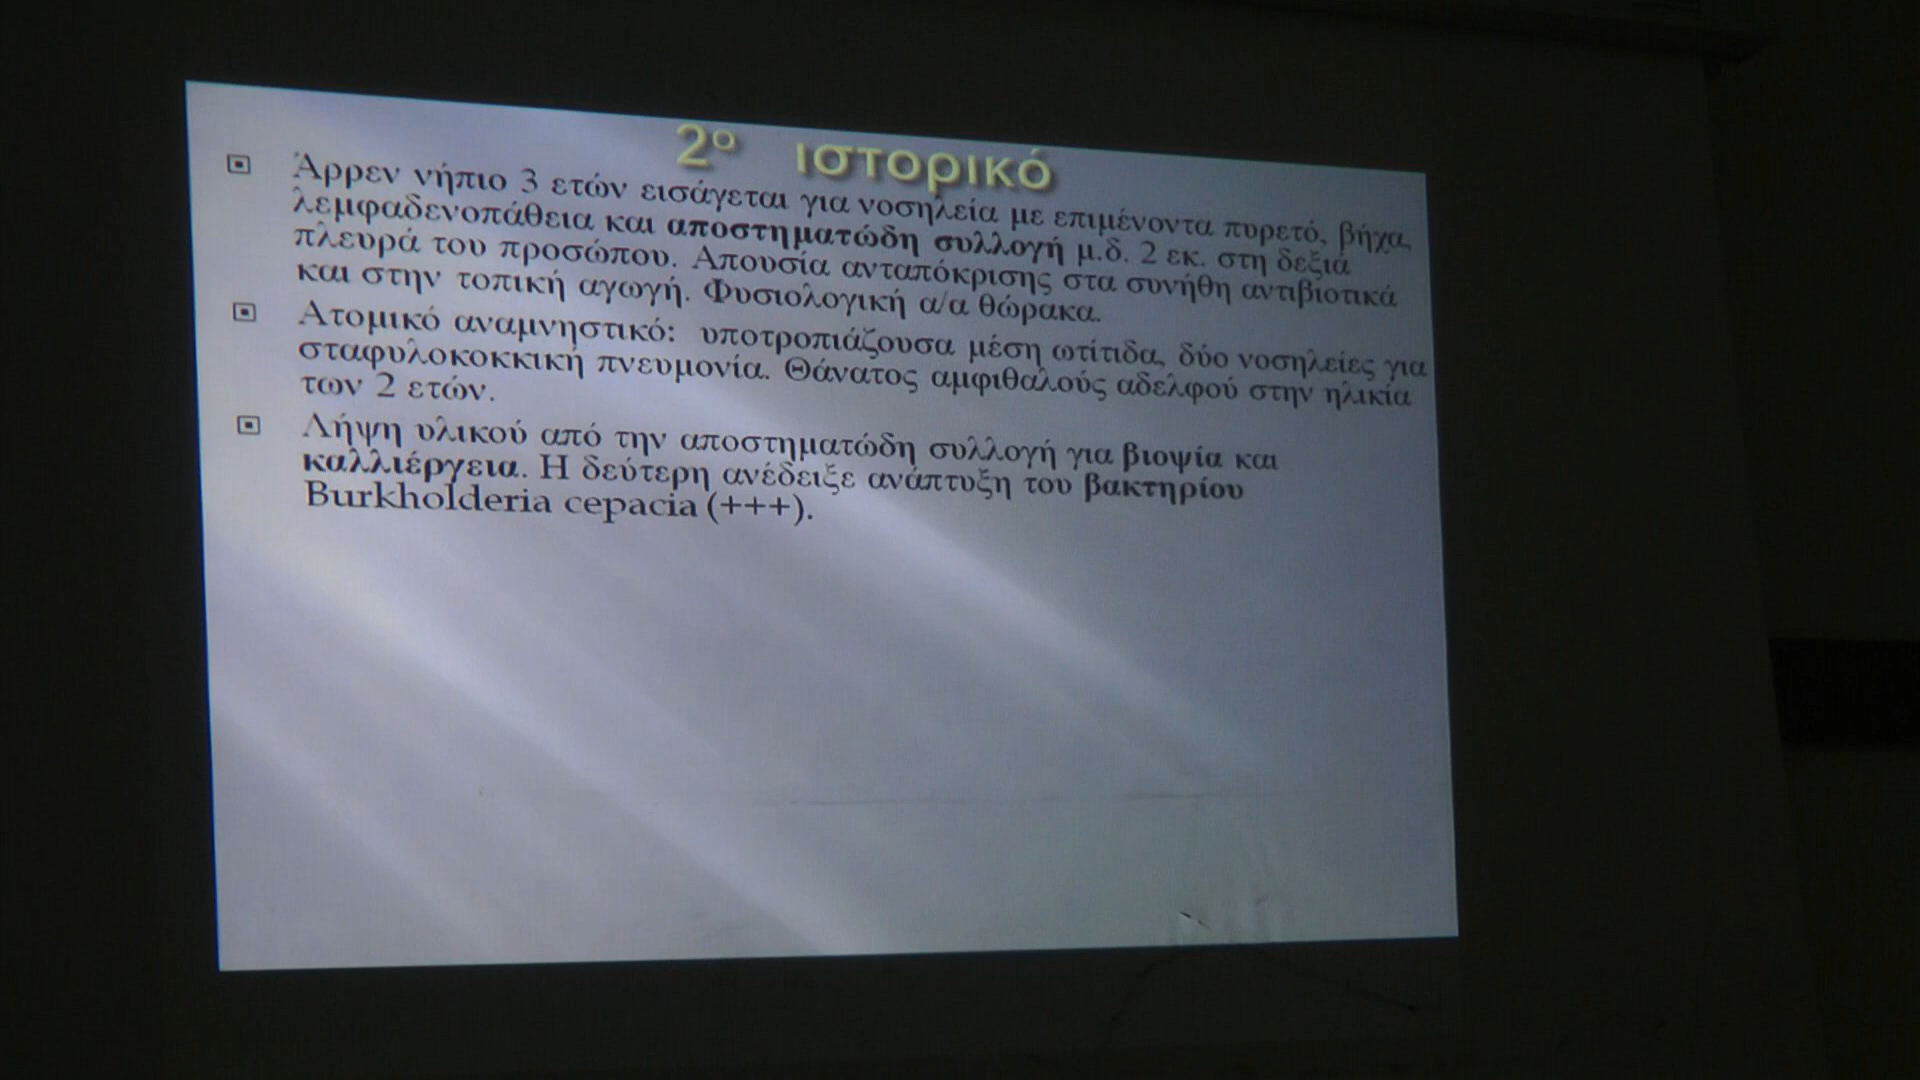 2ο ιστορικό
Άρρεν νήπιο 3 ετών εισάγεται για νοσηλεία με επιμένοντα πυρετό, βήχα,
λεμφαδενοπάθεια και αποστηματώδη συλλογή μ.δ. 2 εκ. στη δεξιά
πλευρά του προσώπου. Απουσία ανταπόκρισης στα συνήθη αντιβιοτικά
και στην τοπική αγωγή. Φυσιολογική α/α θώρακα.
Ατομικό αναμνηστικό: υποτροπιάζουσα μέση ωτίτιδα, δύο νοσηλείες για
σταφυλοκοκκική πνευμονία. Θάνατος αμφιθαλούς αδελφού στην ηλικία
των 2 ετών.
Λήψη υλικού από την αποστηματώδη συλλογή για βιοψία και
καλλιέργεια. Η δεύτερη ανέδειξε ανάπτυξη του βακτηρίου
Burkholderia cepacia (+++).